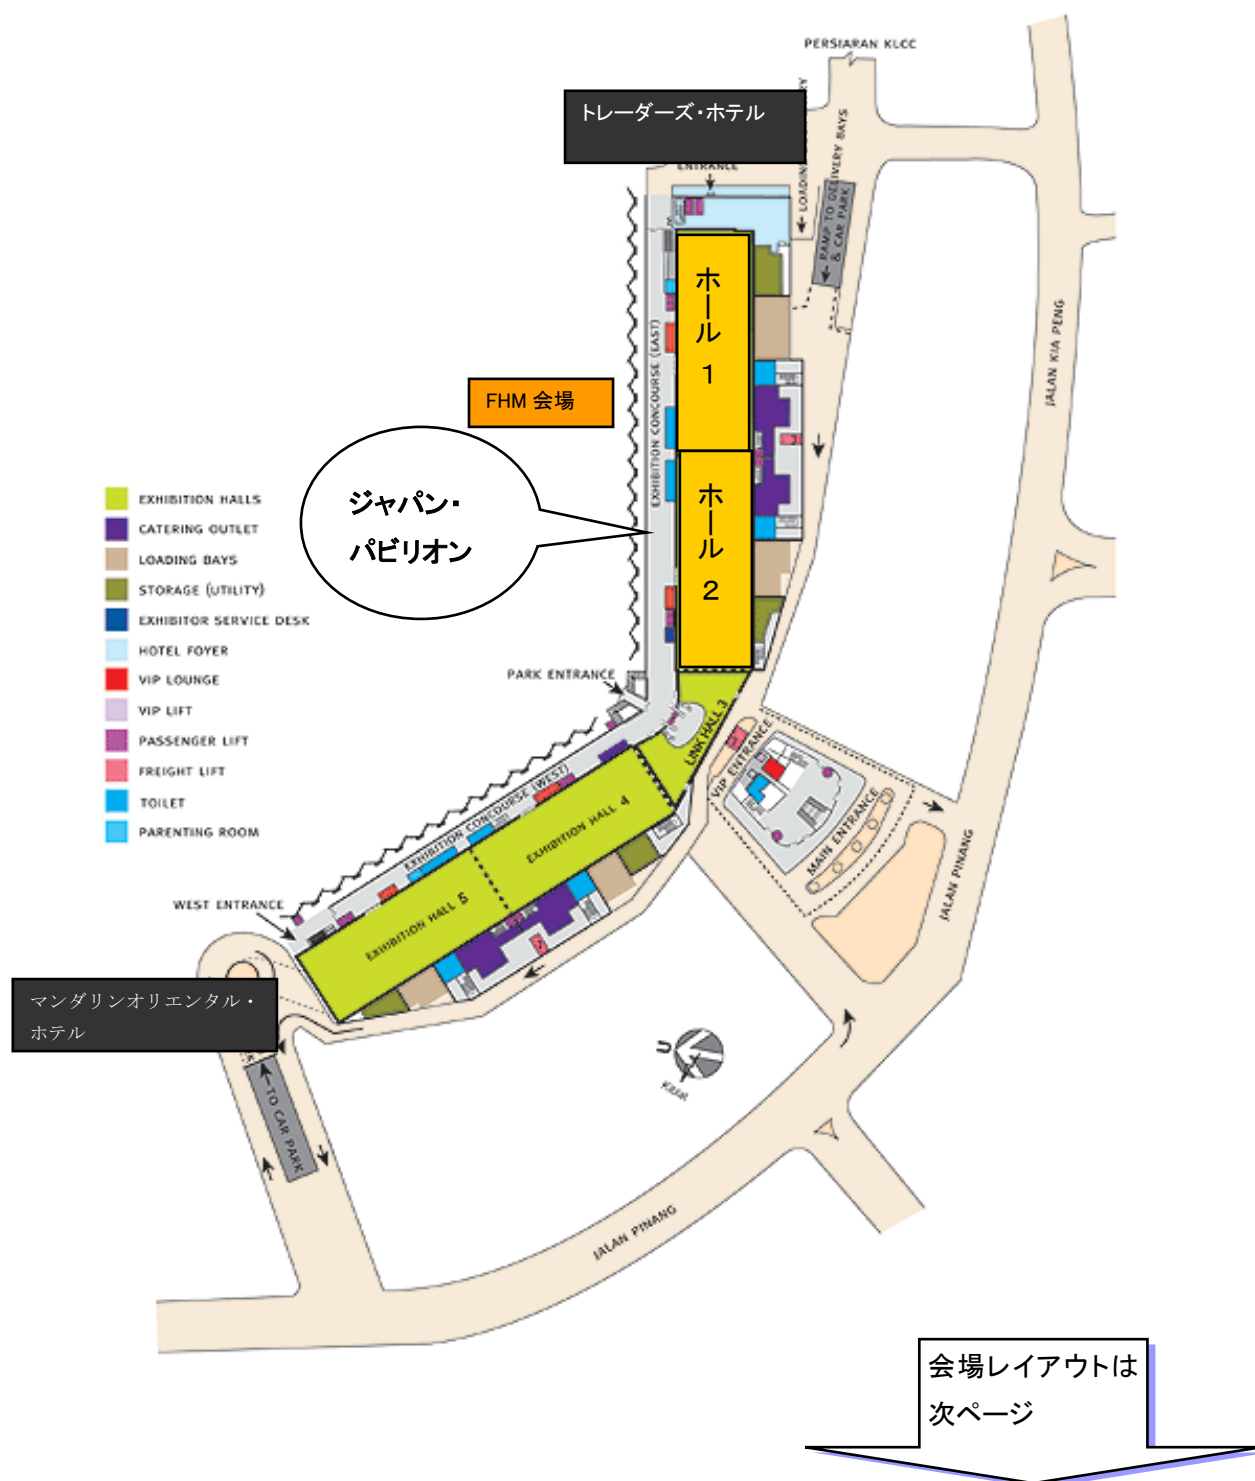 PERSIARAN KLCC
トレーダーズ・ホテル
ENTRANCE
RAMP TO DELIVERY BAYS
& CAR PARK
ホール 1
EXHIBITION CONCOURSE (EAST)
JALAN KIA PENG
FHM 会場
ジャパン・
パビリオン
ホール 2
EXHIBITION HALLS
CATERING OUTLET
LOADING BAYS
STORAGE (UTILITY)
EXHIBITOR SERVICE DESK
HOTEL FOYER
VIP LOUNGE
VIP LIFT
PASSENGER LIFT
FREIGHT LIFT
TOILET
PARENTING ROOM
PARK ENTRANCE
LINK HALL 3
VIP ENTRANCE
MAIN ENTRANCE
EXHIBITION CONCOURSE (WEST)
EXHIBITION HALL 4
EXHIBITION HALL 5
WEST ENTRANCE
JALAN PINANG
マンダリンオリエンタル・
ホテル
U
Kiblat
TO CAR PARK
JALAN PINANG
会場レイアウトは
次ページ